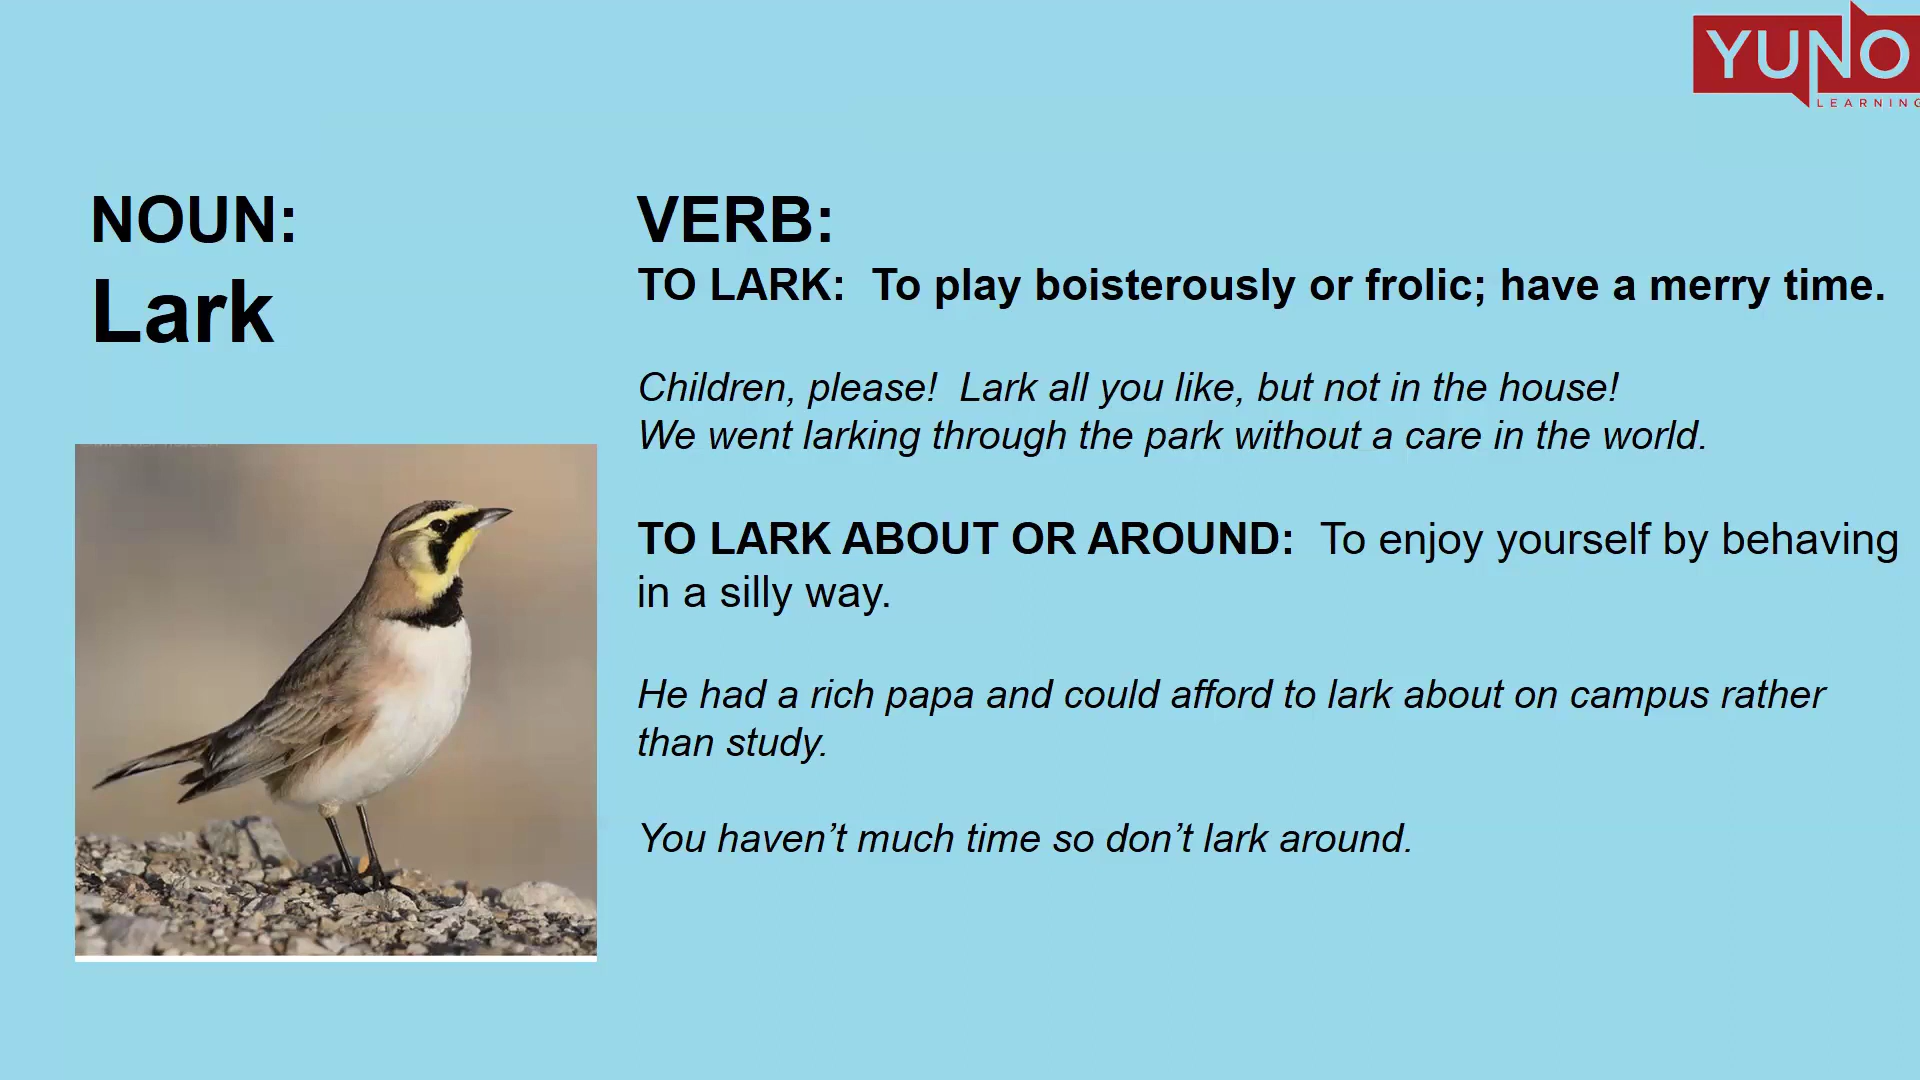 YUNO
LEARNING
NOUN:
Lark
VERB:
TO LARK:  To play boisterously or frolic; have a merry time.
Children, please!  Lark all you like, but not in the house!
We went larking through the park without a care in the world.
TO LARK ABOUT OR AROUND:  To enjoy yourself by behaving
in a silly way.
He had a rich papa and could afford to lark about on campus rather
than study.
You haven’t much time so don’t lark around.